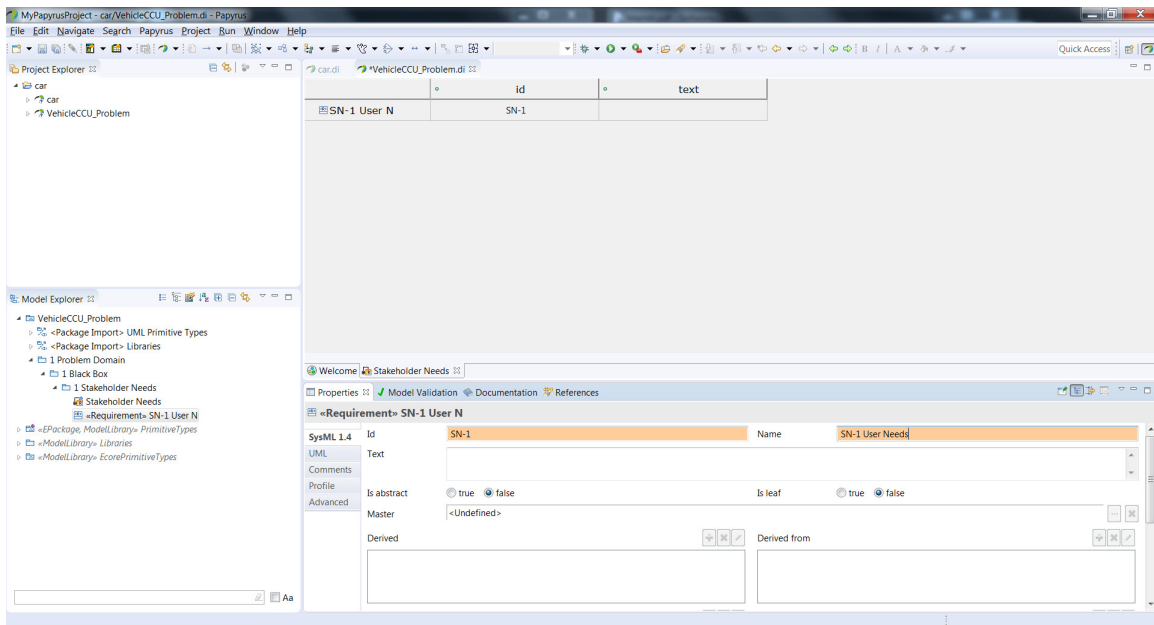 MyPapyrusProject - car/VehicleCCU_Problem.di - Papyrus
File Edit Navigate Search Papyrus Project Run Window Help
Quick Access
B I A
Project Explorer
car
car
VehicleCCU_Problem
car.di *VehicleCCU_Problem.di
id text
SN-1 User N SN-1
Model Explorer
VehicleCCU_Problem
<Package Import> UML Primitive Types
<Package Import> Libraries
1 Problem Domain
1 Black Box
1 Stakeholder Needs
Stakeholder Needs
«Requirement» SN-1 User N
«EPackage, ModelLibrary» PrimitiveTypes
«ModelLibrary» Libraries
«ModelLibrary» EcorePrimitiveTypes
Aa
Welcome Stakeholder Needs
Properties Model Validation Documentation References
«Requirement» SN-1 User N
SysML 1.4
UML
Comments
Profile
Advanced
Id SN-1 Name SN-1 User Needs
Text
Is abstract true false Is leaf true false
Master <Undefined>
Derived Derived from